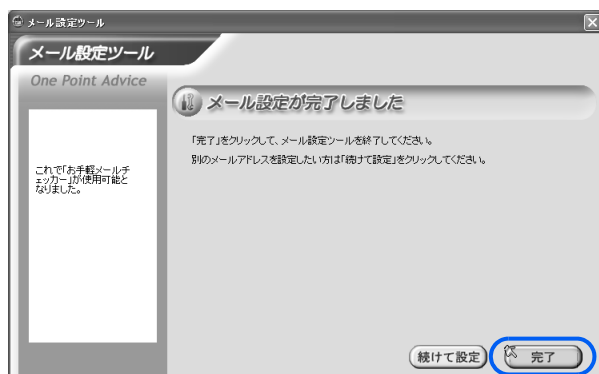 メール設定ツール
メール設定ツール
One Point Advice
メール設定が完了しました
「完了」をクリックして、メール設定ツールを終了してください。
別のメールアドレスを設定したい方は「続けて設定」をクリックしてください。
これで「お手軽メールチ
ェッカー」が使用可能と
なりました。
続けて設定
完了